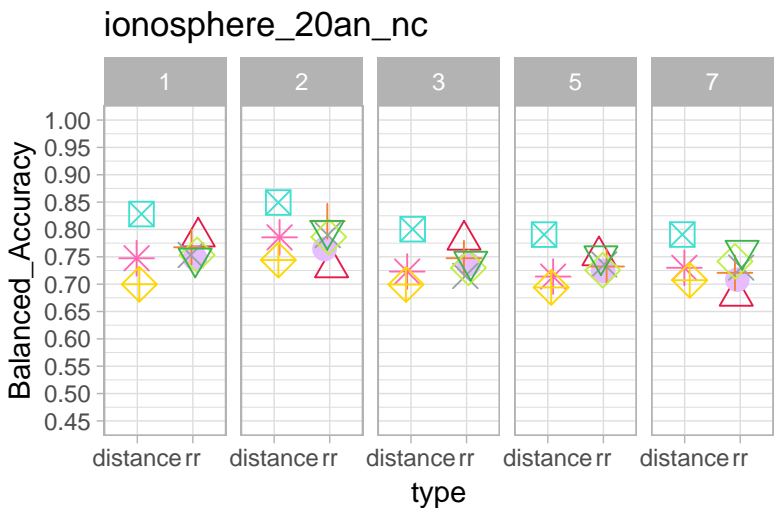 ionosphere_20an_nc
1 2 3 5 7
Balanced_Accuracy
1.00
0.95
0.90
0.85
0.80
0.75
0.70
0.65
0.60
0.55
0.50
0.45
distance rr distance rr distance rr distance rr distance rr
type